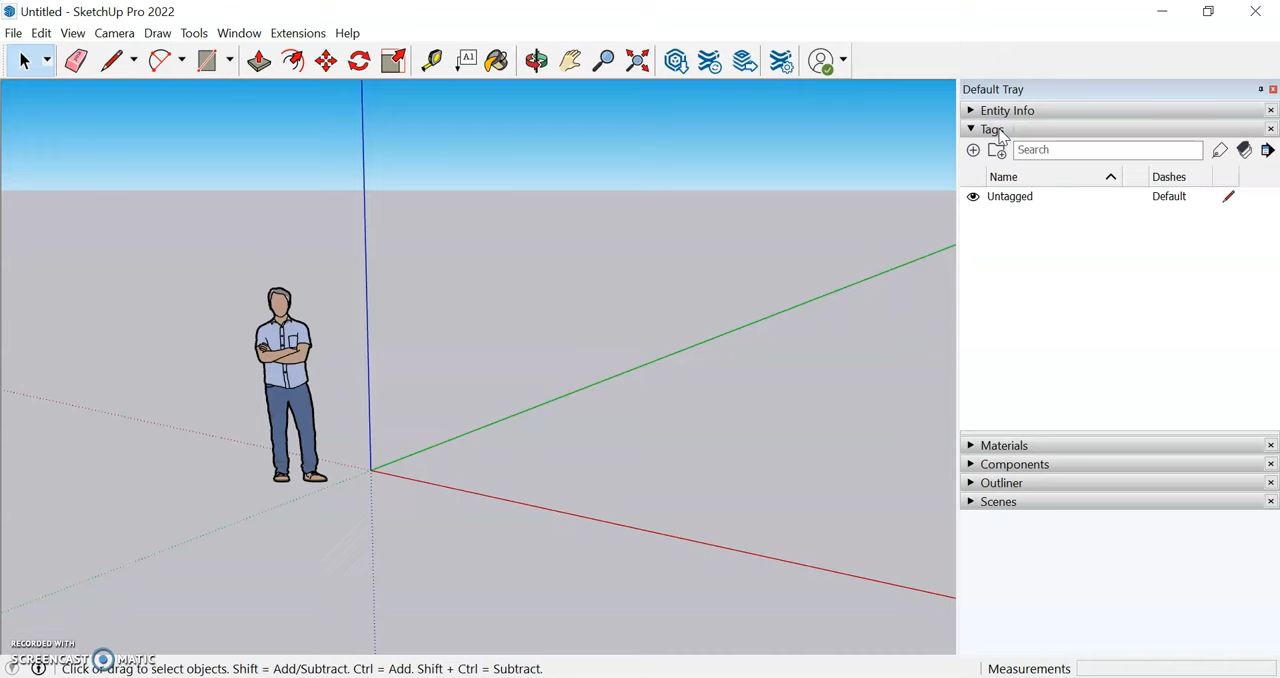 Untitled - SketchUp Pro 2022
File Edit View Camera Draw Tools Window Extensions Help
A1
Default Tray
Entity Info
Tags
Search
Name Dashes
Untagged Default
Materials
Components
Outliner
Scenes
RECORDED WITH
SCREENCAST MATIC
Click or drag to select objects. Shift = Add/Subtract. Ctrl = Add. Shift + Ctrl = Subtract.
Measurements